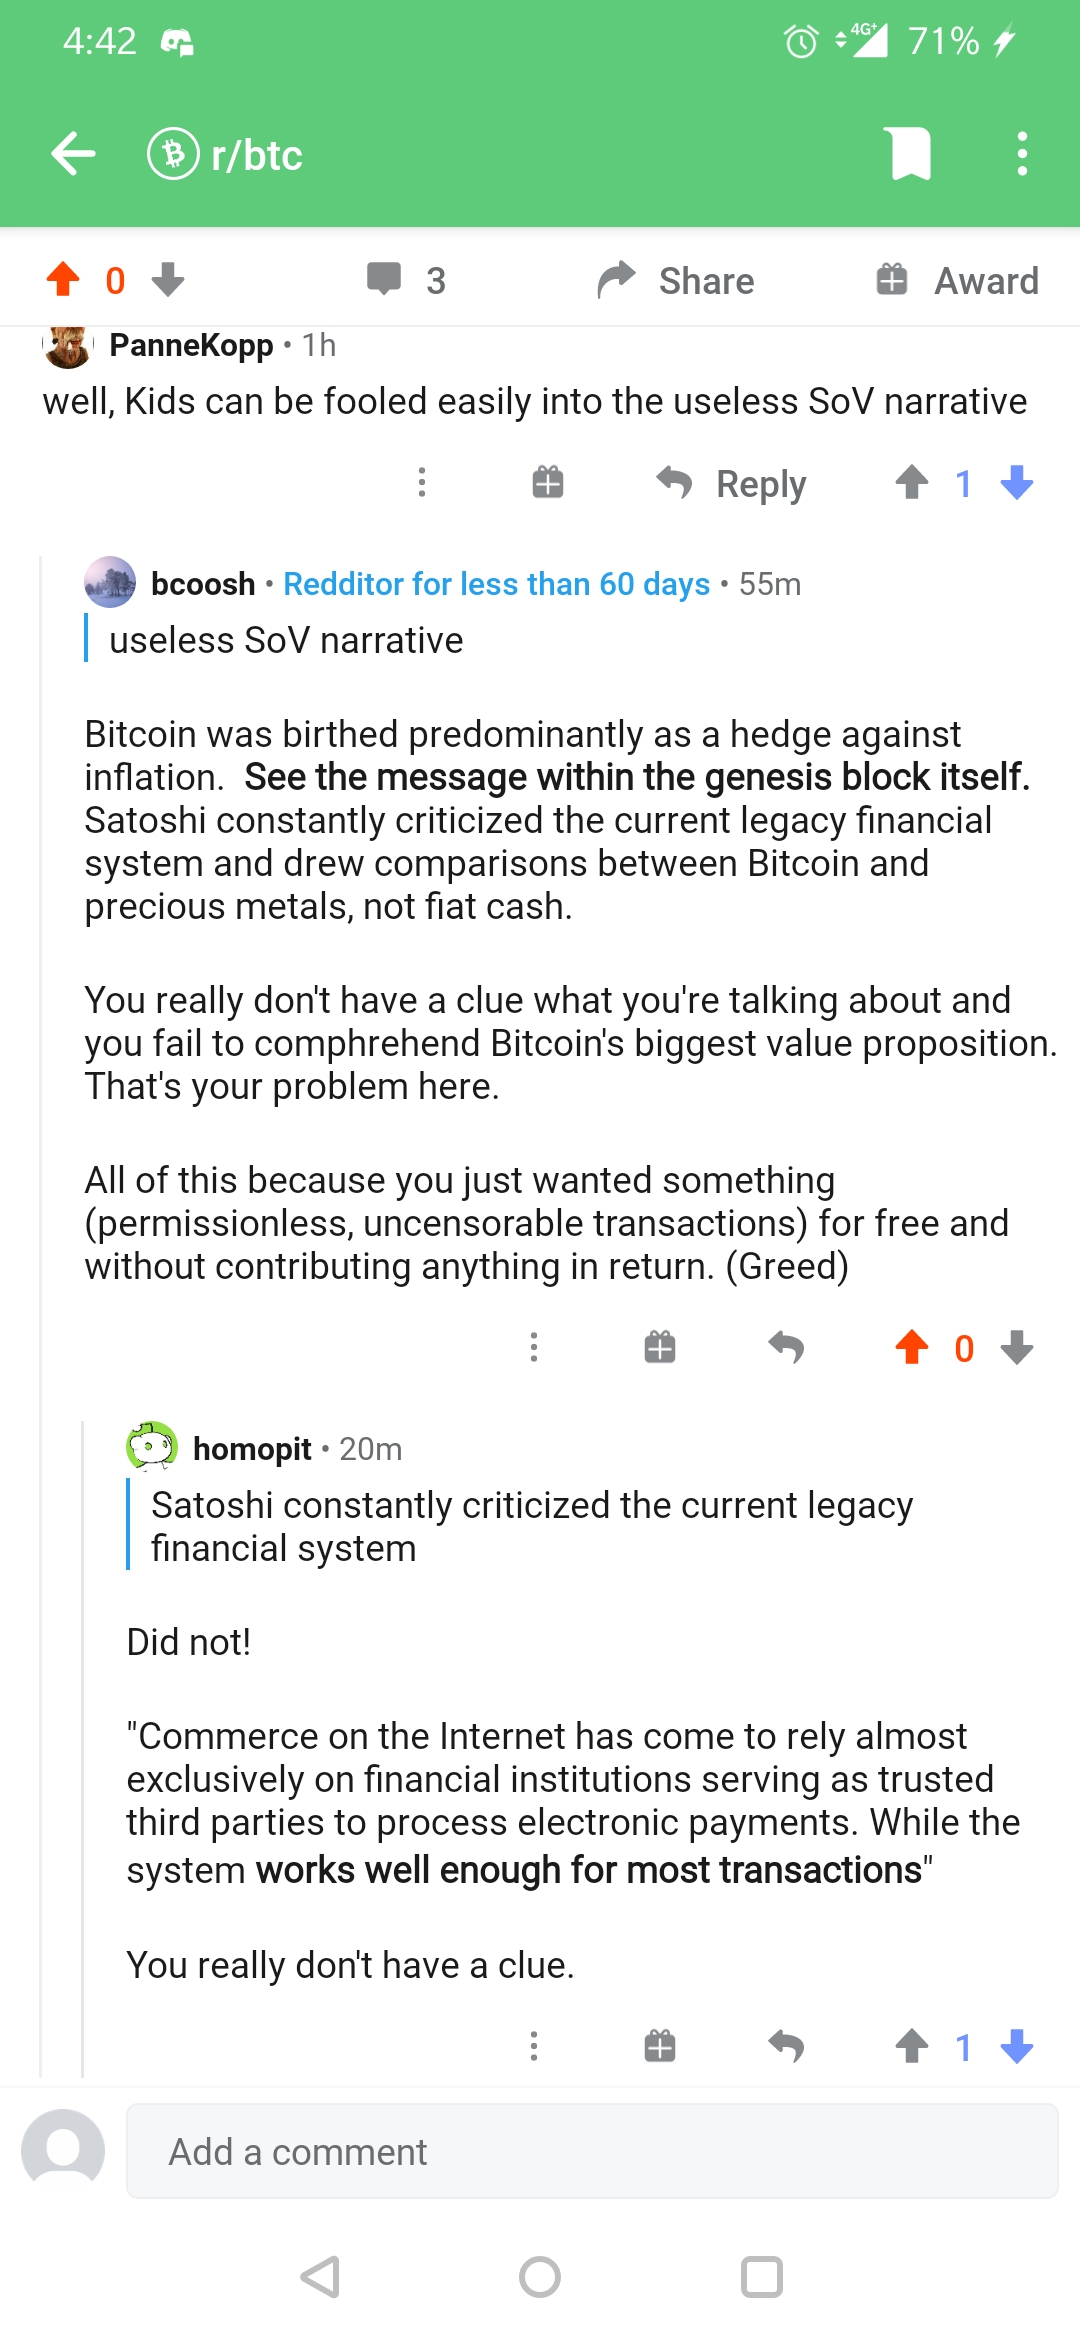 4:42 4G+ 71%
r/btc
0 3 Share Award
PanneKopp • 1h
well, Kids can be fooled easily into the useless SoV narrative
Reply 1
bcoosh • Redditor for less than 60 days • 55m
useless SoV narrative
Bitcoin was birthed predominantly as a hedge against
inflation. See the message within the genesis block itself.
Satoshi constantly criticized the current legacy financial
system and drew comparisons between Bitcoin and
precious metals, not fiat cash.
You really don't have a clue what you're talking about and
you fail to comphrehend Bitcoin's biggest value proposition.
That's your problem here.
All of this because you just wanted something
(permissionless, uncensorable transactions) for free and
without contributing anything in return. (Greed)
0
homopit • 20m
Satoshi constantly criticized the current legacy
financial system
Did not!
"Commerce on the Internet has come to rely almost
exclusively on financial institutions serving as trusted
third parties to process electronic payments. While the
system works well enough for most transactions"
You really don't have a clue.
1
Add a comment